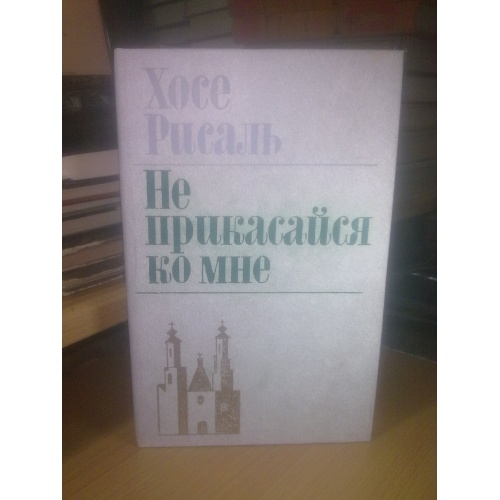 Хосе
Рисаль
Не
прикасайся
ко мне